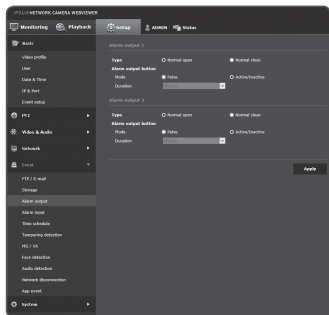 iPOLiS NETWORK CAMERA WEBVIEWER
Monitoring
Playback
Setup
ADMIN
Status
Basic
Video profile
User
Date & Time
IP & Port
Event setup
PTZ
Video & Audio
Network
Event
FTP / E-mail
Storage
Alarm output
Alarm input
Time schedule
Tampering detection
MD / VA
Face detection
Audio detection
Network disconnection
App event
System
Alarm output 1
Type
Normal open
Normal close
Alarm output button
Mode
Pulse
Active/Inactive
Duration
Alarm output 2
Type
Normal open
Normal close
Alarm output button
Mode
Pulse
Active/Inactive
Duration
Apply